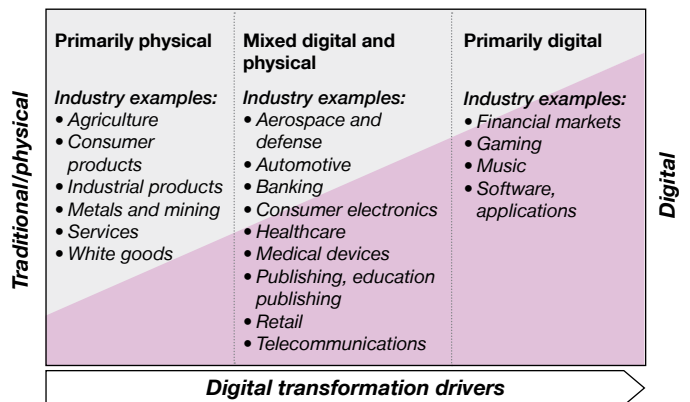 Traditional/physical
Primarily physical
Industry examples:
• Agriculture
• Consumer
products
• Industrial products
• Metals and mining
• Services
• White goods
Mixed digital and
physical
Industry examples:
• Aerospace and
defense
• Automotive
• Banking
• Consumer electronics
• Healthcare
• Medical devices
• Publishing, education
publishing
• Retail
• Telecommunications
Primarily digital
Industry examples:
• Financial markets
• Gaming
• Music
• Software,
applications
Digital
Digital transformation drivers